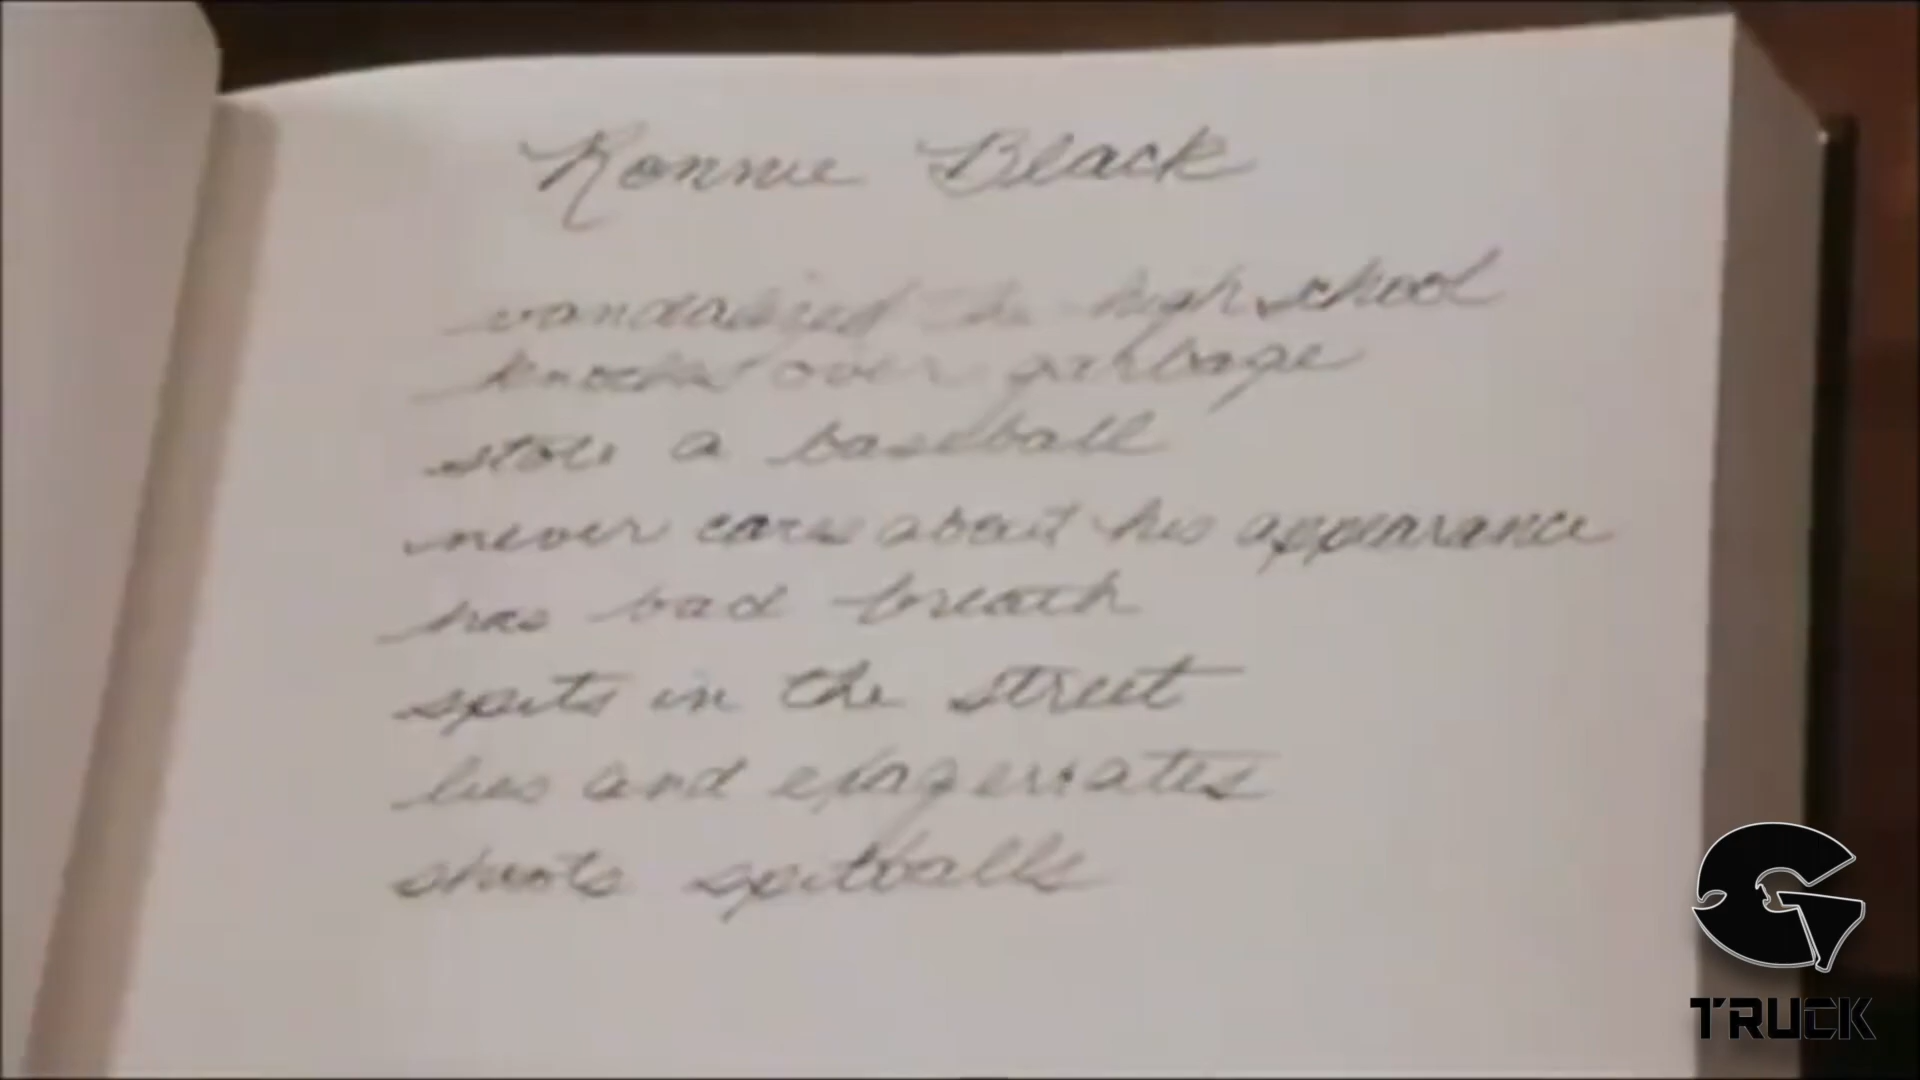 Ronnie Black
vandalized the high school
knocks over garbage
stole a baseball
never cares about his appearance
has bad breath
spits in the street
lies and exagerrates
shoots spitballs
G
TRUCK